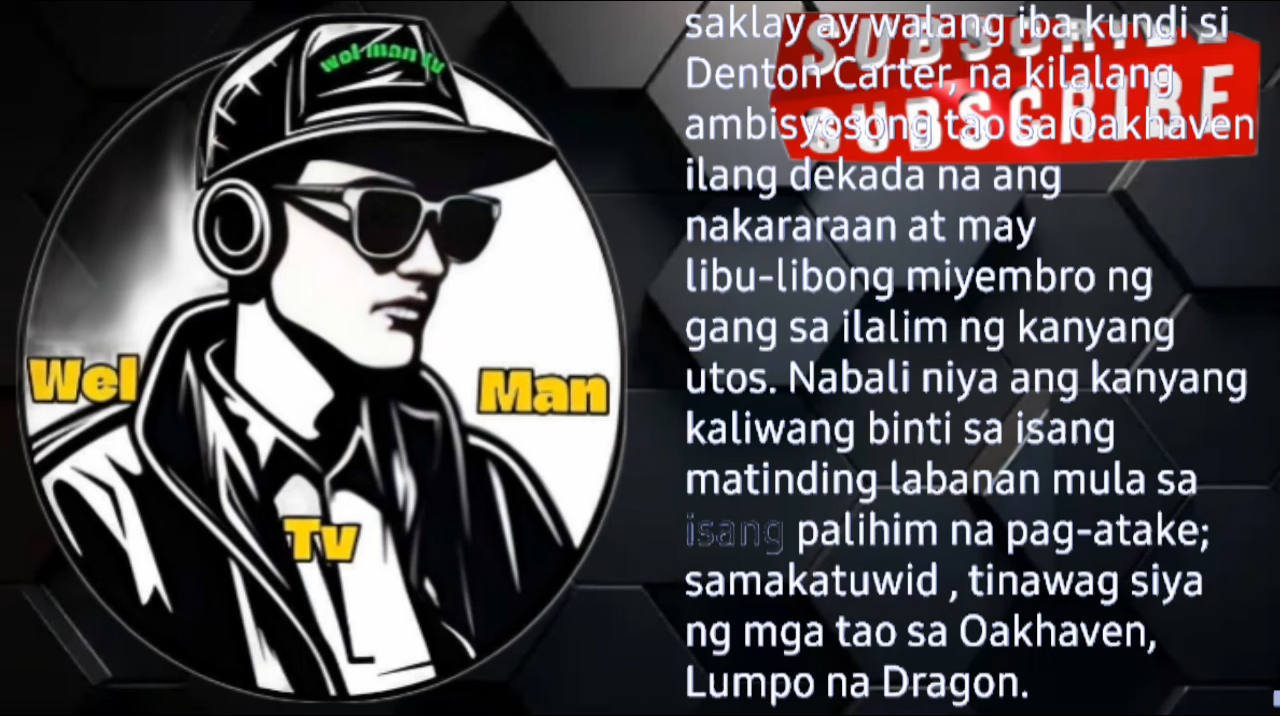 wel man tv
Wel
Man
Tv
SUBSCRIBE
SUBSCRIBE
saklay ay walang iba kundi si
Denton Carter, na kilalang
ambisyosong tao sa Oakhaven
ilang dekada na ang
nakararaan at may
libu-libong miyembro ng
gang sa ilalim ng kanyang
utos. Nabali niya ang kanyang
kaliwang binti sa isang
matinding labanan mula sa
isang palihim na pag-atake;
samakatuwid , tinawag siya
ng mga tao sa Oakhaven,
Lumpo na Dragon.